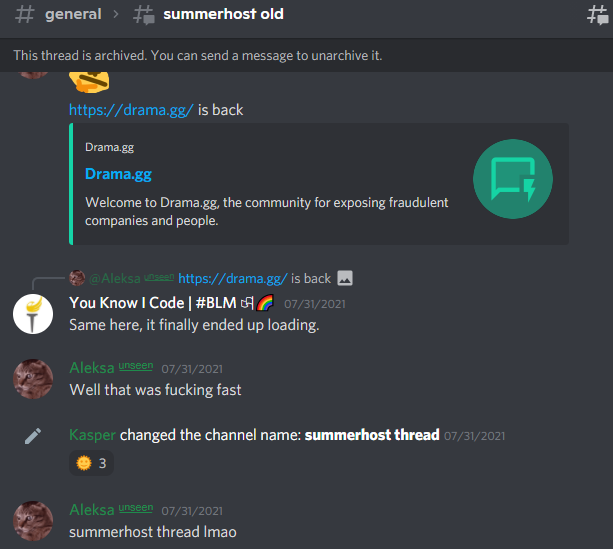 general > summerhost old
This thread is archived. You can send a message to unarchive it.
https://drama.gg/ is back
Drama.gg
Drama.gg
Welcome to Drama.gg, the community for exposing fraudulent
companies and people.
@Aleksa unseen https://drama.gg/ is back
You Know I Code | #BLM 🏳‍🌈 07/31/2021
Same here, it finally ended up loading.
Aleksa unseen 07/31/2021
Well that was fucking fast
Kasper changed the channel name: summerhost thread 07/31/2021
🌞 3
Aleksa unseen 07/31/2021
summerhost thread lmao